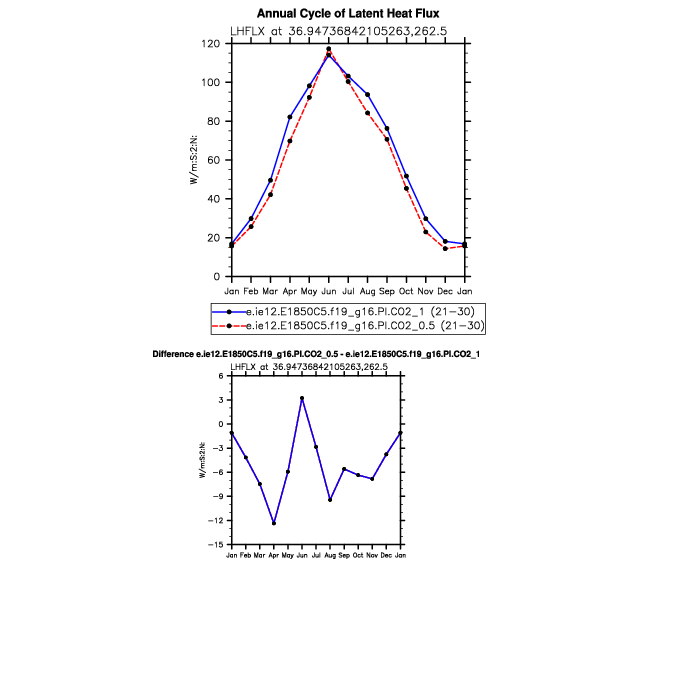 Annual Cycle of Latent Heat Flux
LHFLX at 36.94736842105263,262.5
120
100
80
60
40
20
0
W/m:S:2:N:
Jan Feb Mar Apr May Jun Jul Aug Sep Oct Nov Dec Jan
e.ie12.E1850C5.f19_g16.PI.CO2_1 (21-30)
e.ie12.E1850C5.f19_g16.PI.CO2_0.5 (21-30)
Difference e.ie12.E1850C5.f19_g16.PI.CO2_0.5 - e.ie12.E1850C5.f19_g16.PI.CO2_1
LHFLX at 36.94736842105263,262.5
6
3
0
-3
-6
-9
-12
-15
W/m:S:2:N:
Jan Feb Mar Apr May Jun Jul Aug Sep Oct Nov Dec Jan